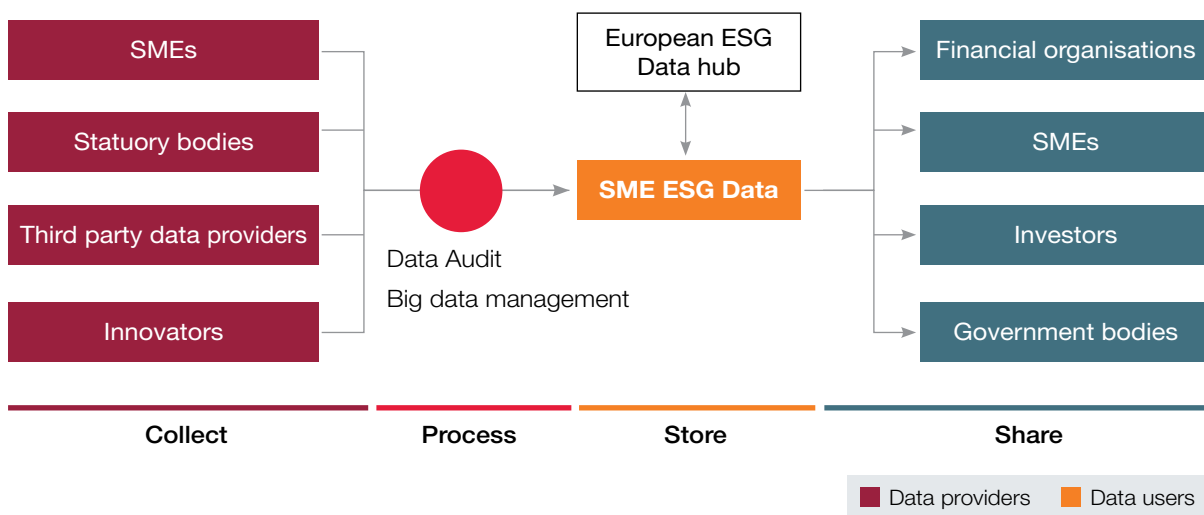 SMEs
Statuory bodies
Third party data providers
Innovators
Data Audit
Big data management
European ESG
Data hub
SME ESG Data
Financial organisations
SMEs
Investors
Government bodies
Collect
Process
Store
Share
Data providers
Data users